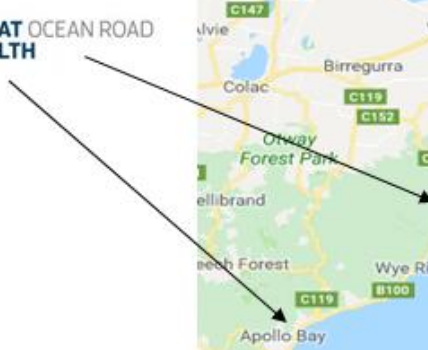 AT OCEAN ROAD
LTH
C147
lvie
Birregurra
Colac
C119
C152
Otway
Forest Park
C
ellibrand
eech Forest
Wye Ri
B100
C119
Apollo Bay